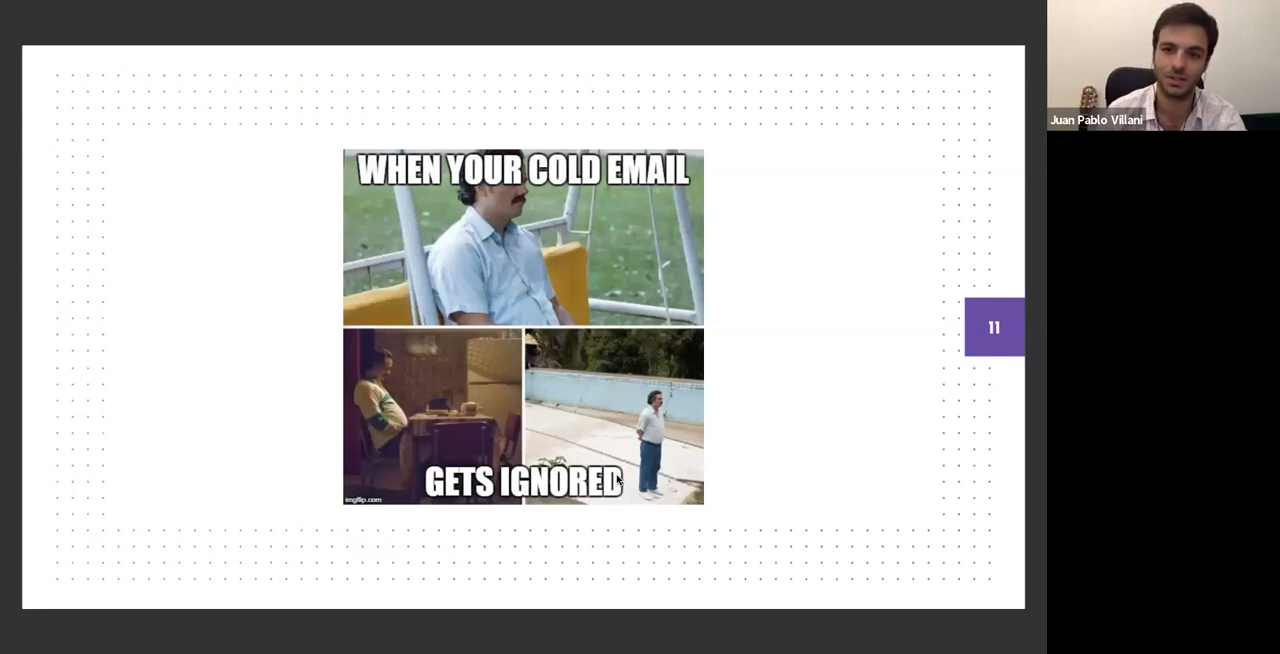 WHEN YOUR COLD EMAIL
GETS IGNORED
imgflip.com
11
Juan Pablo Villani